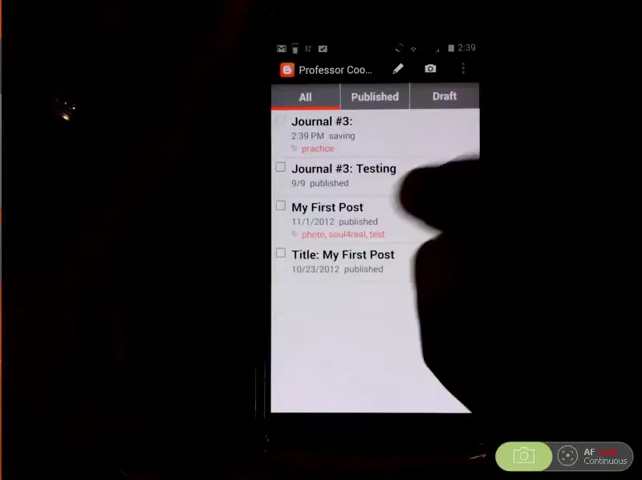 2:39
Professor Coo...
All
Published
Draft
Journal #3:
2:39 PM saving
practice
Journal #3: Testing
9/9 published
My First Post
11/1/2012 published
photo, soul4real, test
Title: My First Post
10/23/2012 published
AF
Continuous